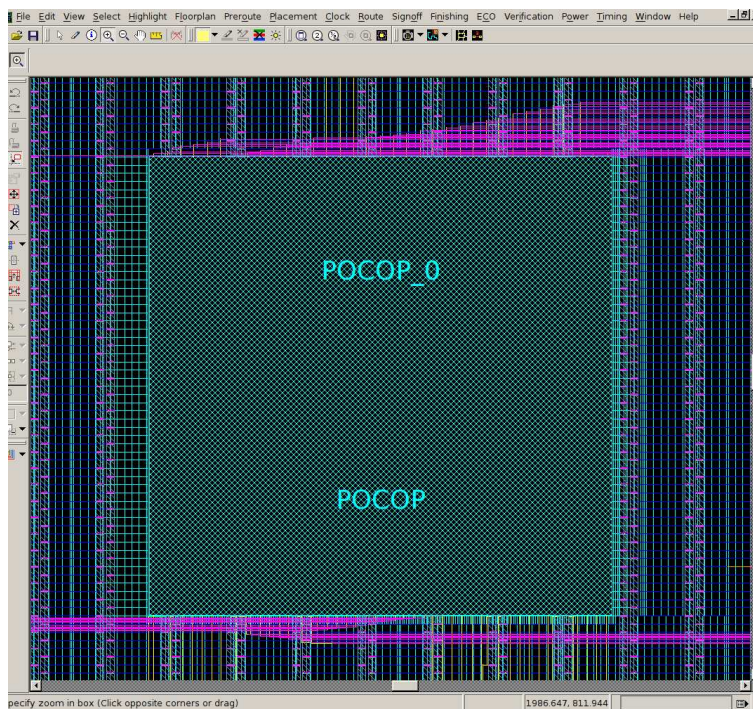 File Edit View Select Highlight Floorplan Preroute Placement Clock Route Signoff Finishing ECO Verification Power Timing Window Help
POCOP_0
POCOP
pecify zoom in box (Click opposite corners or drag)
1986.647, 811.944